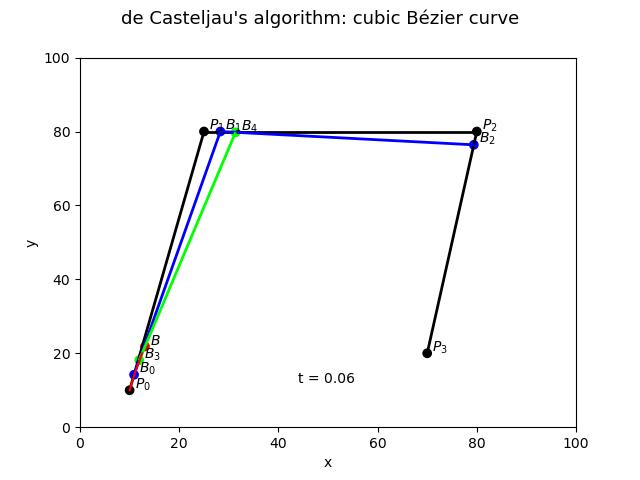 de Casteljau's algorithm: cubic Bézier curve
100
80
60
40
20
0
y
P₁
B₁
B₄
P₂
B₂
B
B₃
B₀
P₀
P₃
t = 0.06
0
20
40
60
80
100
x